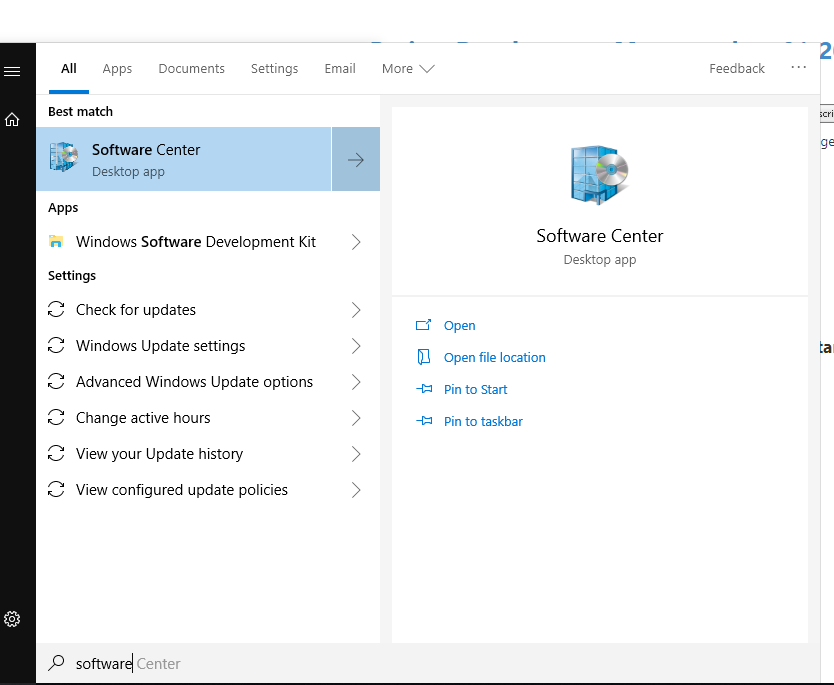 All Apps Documents Settings Email More Feedback ...
Best match
Software Center
Desktop app
Apps
Windows Software Development Kit
Settings
Check for updates
Windows Update settings
Advanced Windows Update options
Change active hours
View your Update history
View configured update policies
Software Center
Desktop app
Open
Open file location
Pin to Start
Pin to taskbar
software Center